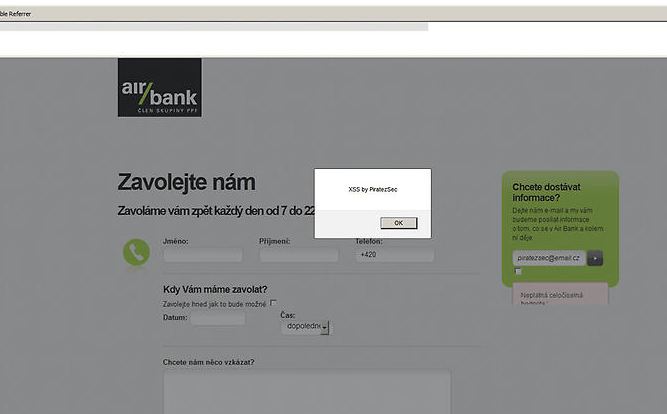 ble Referrer
air bank
ČLEN SKUPINY PPF
Zavolejte nám
Zavoláme vám zpět každý den od 7 do 22
XSS by PiratezSec
OK
Chcete dostávat
informace?
Dejte nám e-mail a mi vám
budeme posílat informace
o tom, co se v Air Bank a kolem
ní děje.
piratezsec@email.cz
Neplatná celočíselná
hodnota
Jméno:
Příjmení:
Telefon:
+420
Kdy Vám máme zavolat?
Zavolejte hned jak to bude možné
Datum:
Čas:
dopoledne
Chcete nám něco vzkázat?